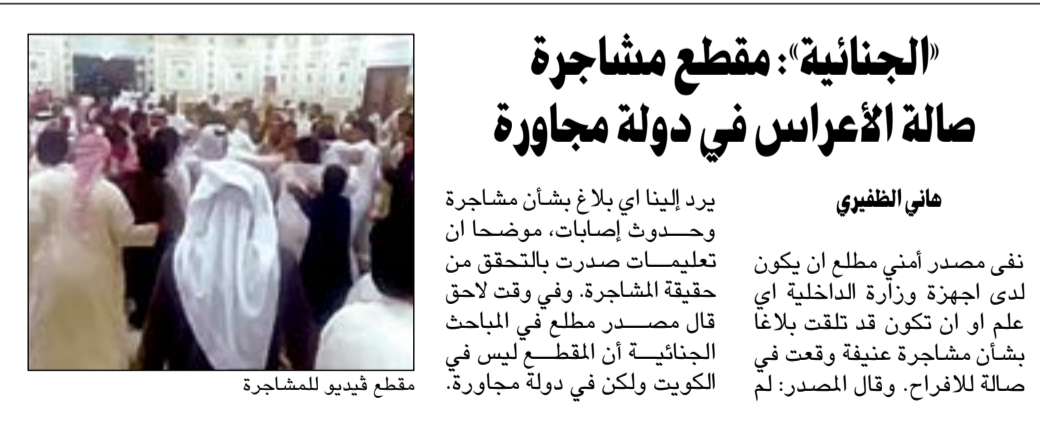 «الجنائية»: مقطع مشاجرة
صالة الأعراس في دولة مجاورة
هاني الظفيري
نفى مصدر أمني مطلع ان يكون
لدى اجهزة وزارة الداخلية اي
علم او ان تكون قد تلقت بلاغا
بشأن مشاجرة عنيفة وقعت في
صالة للافراح. وقال المصدر: لم
يرد إلينا اي بلاغ بشأن مشاجرة
وحدوث إصابات، موضحا ان
تعليمات صدرت بالتحقق من
حقيقة المشاجرة. وفي وقت لاحق
قال مصدر مطلع في المباحث
الجنائية أن المقطع ليس في
الكويت ولكن في دولة مجاورة.
مقطع ڤيديو للمشاجرة